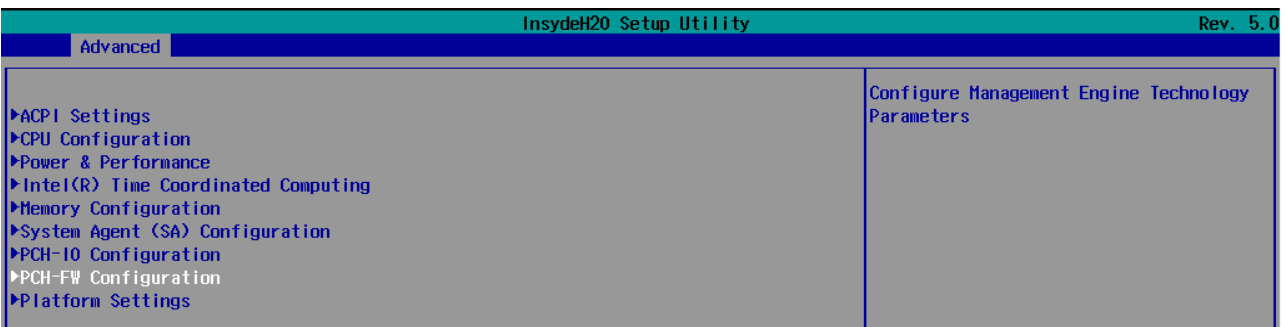 InsydeH20 Setup Utility Rev. 5.0
Advanced
Configure Management Engine Technology
Parameters
▶ACPI Settings
▶CPU Configuration
▶Power & Performance
▶Intel(R) Time Coordinated Computing
▶Memory Configuration
▶System Agent (SA) Configuration
▶PCH-IO Configuration
▶PCH-FW Configuration
▶Platform Settings